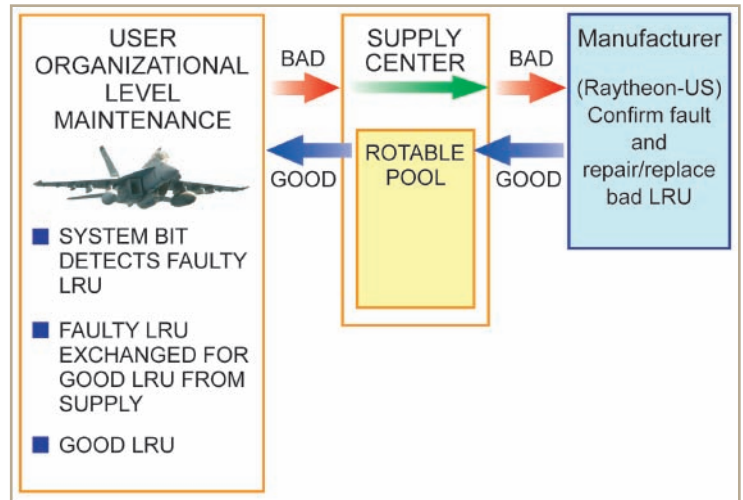 USER
ORGANIZATIONAL
LEVEL
MAINTENANCE
SYSTEM BIT
DETECTS FAULTY
LRU
FAULTY LRU
EXCHANGED FOR
GOOD LRU FROM
SUPPLY
GOOD LRU
BAD
GOOD
SUPPLY
CENTER
ROTABLE
POOL
BAD
GOOD
Manufacturer
(Raytheon-US)
Confirm fault
and
repair/replace
bad LRU